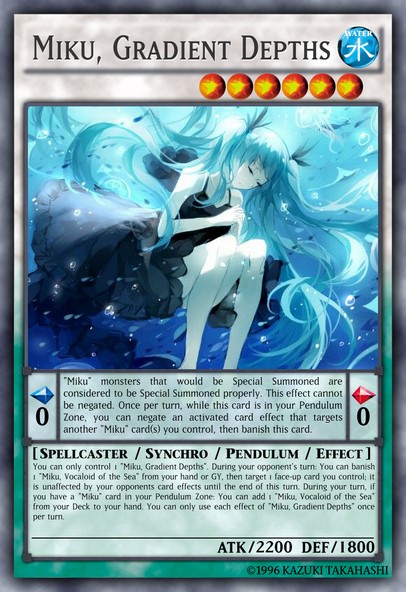 MIKU, GRADIENT DEPTHS
WATER
水
"Miku" monsters that would be Special Summoned are
considered to be Special Summoned properly. This effect cannot
be negated. Once per turn, while this card is in your Pendulum
Zone, you can negate an activated card effect that targets
another "Miku" card(s) you control, then banish this card.
0
0
[ SPELLCASTER / SYNCHRO / PENDULUM / EFFECT ]
You can only control 1 "Miku, Gradient Depths". During your opponent's turn: You can banish
1 "Miku, Vocaloid of the Sea" from your hand or GY, then target 1 face-up card you control; it
is unaffected by your opponents card effects until the end of this turn. During your turn, if
you have a "Miku" card in your Pendulum Zone: You can add 1 "Miku, Vocaloid of the Sea"
from your Deck to your hand. You can only use each effect of "Miku, Gradient Depths" once
per turn.
ATK/2200 DEF/1800
©1996 KAZUKI TAKAHASHI